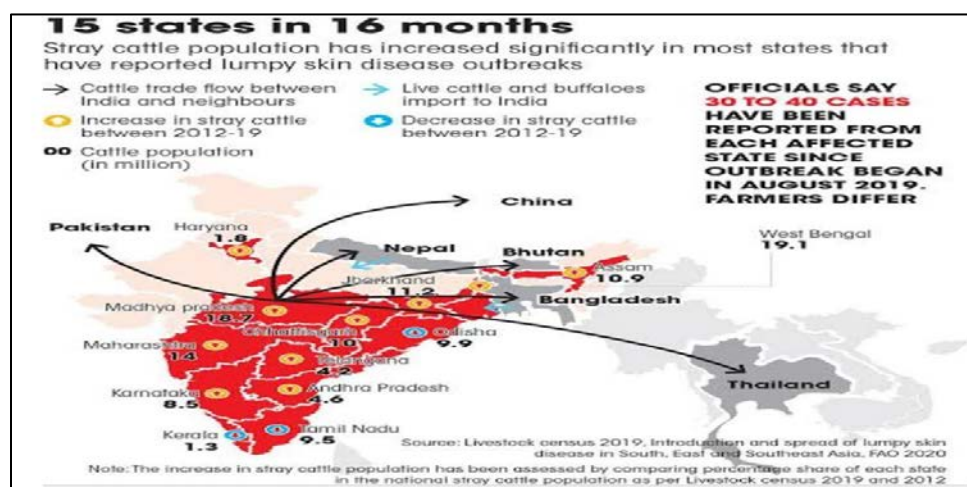 15 states in 16 months
Stray cattle population has increased significantly in most states that
have reported lumpy skin disease outbreaks
Cattle trade flow between
India and neighbours
Live cattle and buffaloes
import to India
Increase in stray cattle
between 2012-19
Decrease in stray cattle
between 2012-19
00 Cattle population
(in million)
OFFICIALS SAY
30 TO 40 CASES
HAVE BEEN
REPORTED FROM
EACH AFFECTED
STATE SINCE
OUTBREAK BEGAN
IN AUGUST 2019.
FARMERS DIFFER
China
Pakistan
Haryana
1.8
Nepal
Bhutan
West Bengal
19.1
Assam
10.9
Jharkhand
11.2
Bangladesh
Madhya pradesh
18.7
Chhattisgarh
10
Odisha
9.9
Maharashtra
14
Telangana
4.2
Thailand
Karnataka
8.5
Andhra Pradesh
4.6
Kerala
1.3
Tamil Nadu
9.5
Source: Livestock census 2019, Introduction and spread of lumpy skin
disease in South, East and Southeast Asia, FAO 2020
Note: The increase in stray cattle population has been assessed by comparing percentage share of each state
in the national stray cattle population as per Livestock census 2019 and 2012